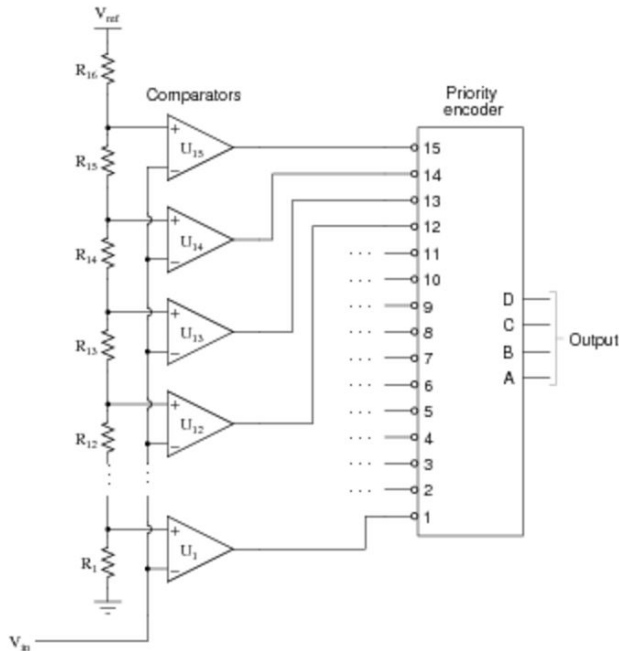 Vref
R16
Comparators
Priority
encoder
U15
15
R15
14
13
U14
12
R14
... 11
... 10
D
U13
... 9
C
Output
... 8
R13
B
... 7
A
... 6
U12
... 5
R12
... 4
... 3
... 2
1
U1
R1
Vin